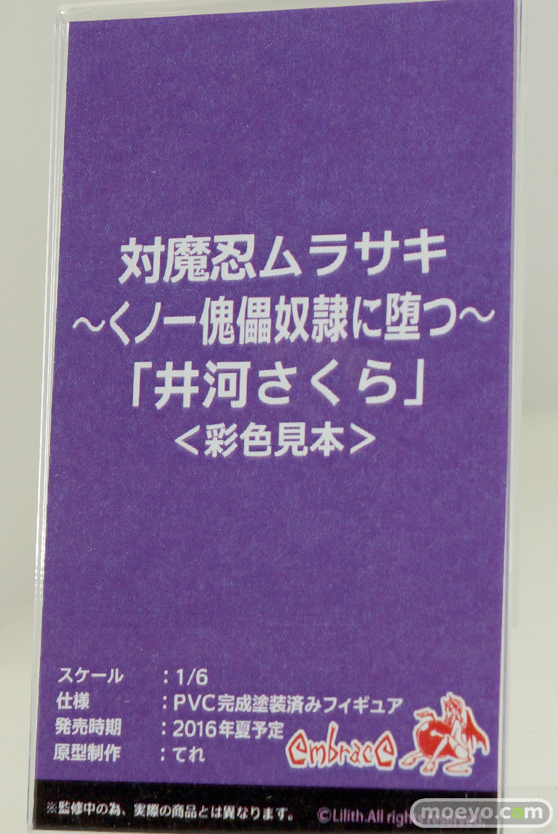 対魔忍ムラサキ
〜くノ一傀儡奴隷に堕つ〜
「井河さくら」
＜彩色見本＞
スケール ：1/6
仕様 ：PVC完成塗装済みフィギュア
発売時期 ：2016年夏予定
原型制作 ：てれ
embrace
※監修中の為、実際の商品とは異なります。
©Lilith.All right
moeyo.com